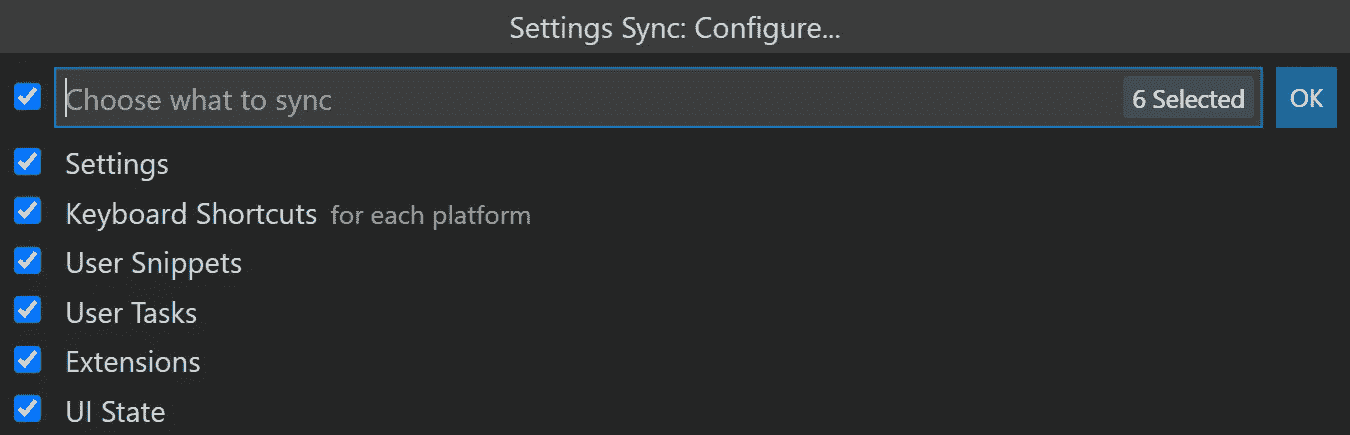 Settings Sync: Configure...
Choose what to sync 6 Selected OK
Settings
Keyboard Shortcuts for each platform
User Snippets
User Tasks
Extensions
UI State